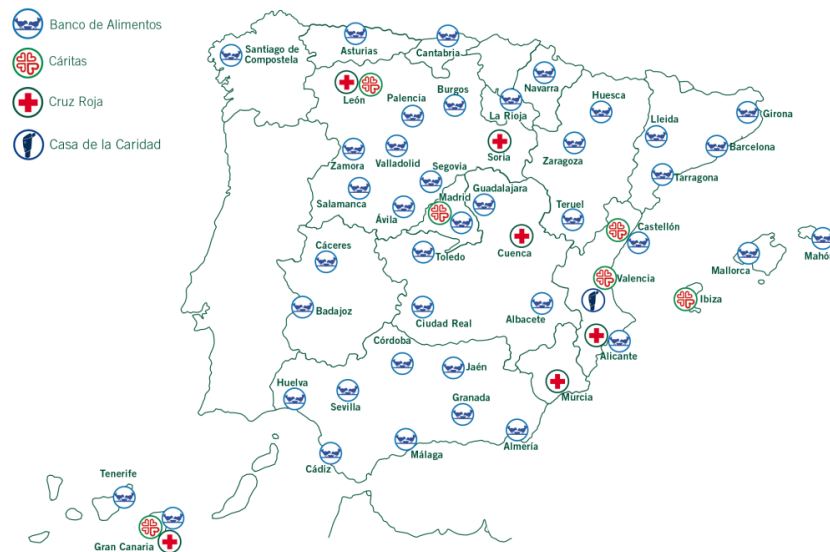 Banco de Alimentos
Cáritas
Cruz Roja
Casa de la Caridad
Santiago de
Compostela
Asturias
Cantabria
Navarra
Huesca
León
Palencia
Burgos
La Rioja
Lleida
Girona
Soria
Zaragoza
Barcelona
Zamora
Valladolid
Segovia
Tarragona
Salamanca
Ávila
Madrid
Guadalajara
Teruel
Castellón
Cáceres
Toledo
Cuenca
Mallorca
Mahón
Valencia
Ibiza
Badajoz
Ciudad Real
Albacete
Alicante
Córdoba
Jaén
Murcia
Huelva
Sevilla
Granada
Almería
Málaga
Cádiz
Tenerife
Gran Canaria